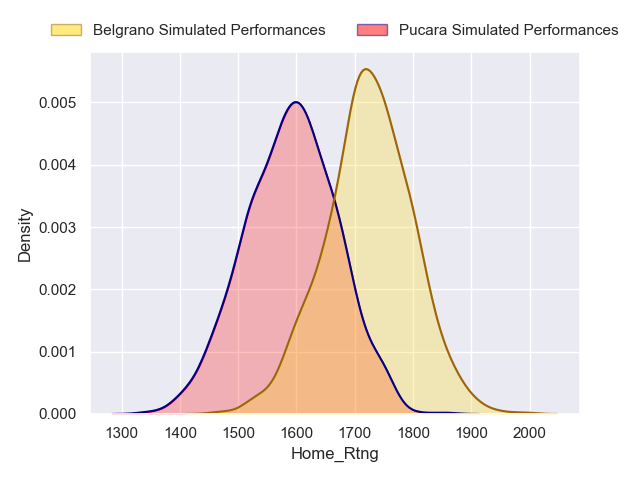 Belgrano Simulated Performances
Pucara Simulated Performances
0.005
0.004
0.003
0.002
0.001
0.000
Density
1300 1400 1500 1600 1700 1800 1900 2000
Home_Rtng